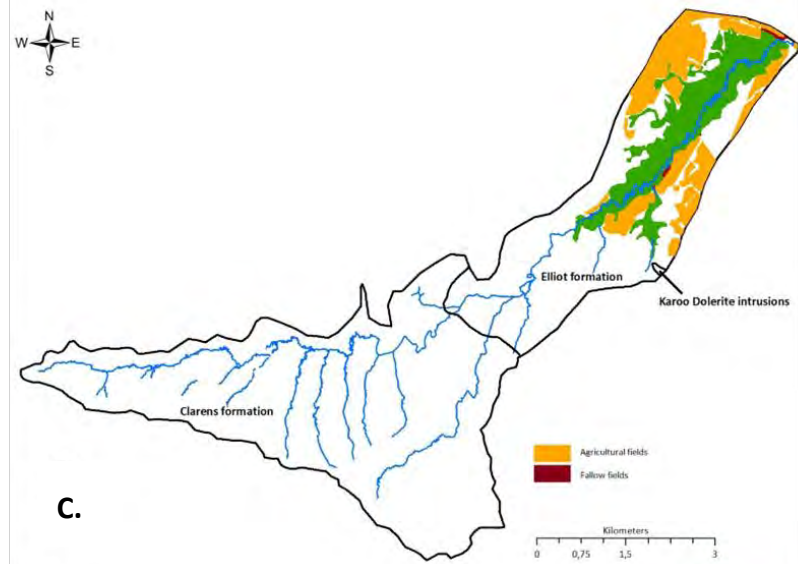 N
W E
S
Elliot formation
Karoo Dolerite intrusions
Clarens formation
Agricultural fields
Fallow fields
C.
Kilometers
0 0,75 1,5 3